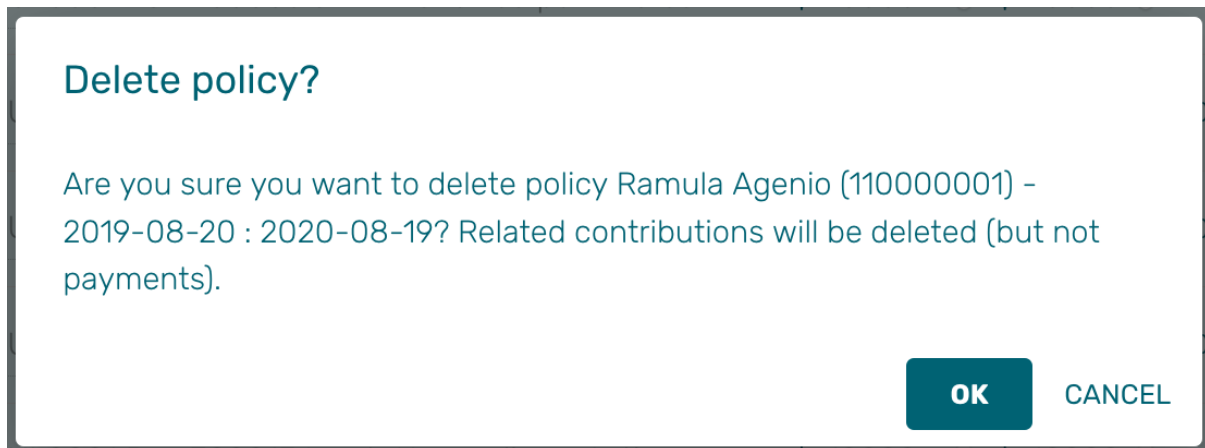 Delete policy?
Are you sure you want to delete policy Ramula Agenio (110000001) -
2019-08-20 : 2020-08-19? Related contributions will be deleted (but not
payments).
OK CANCEL